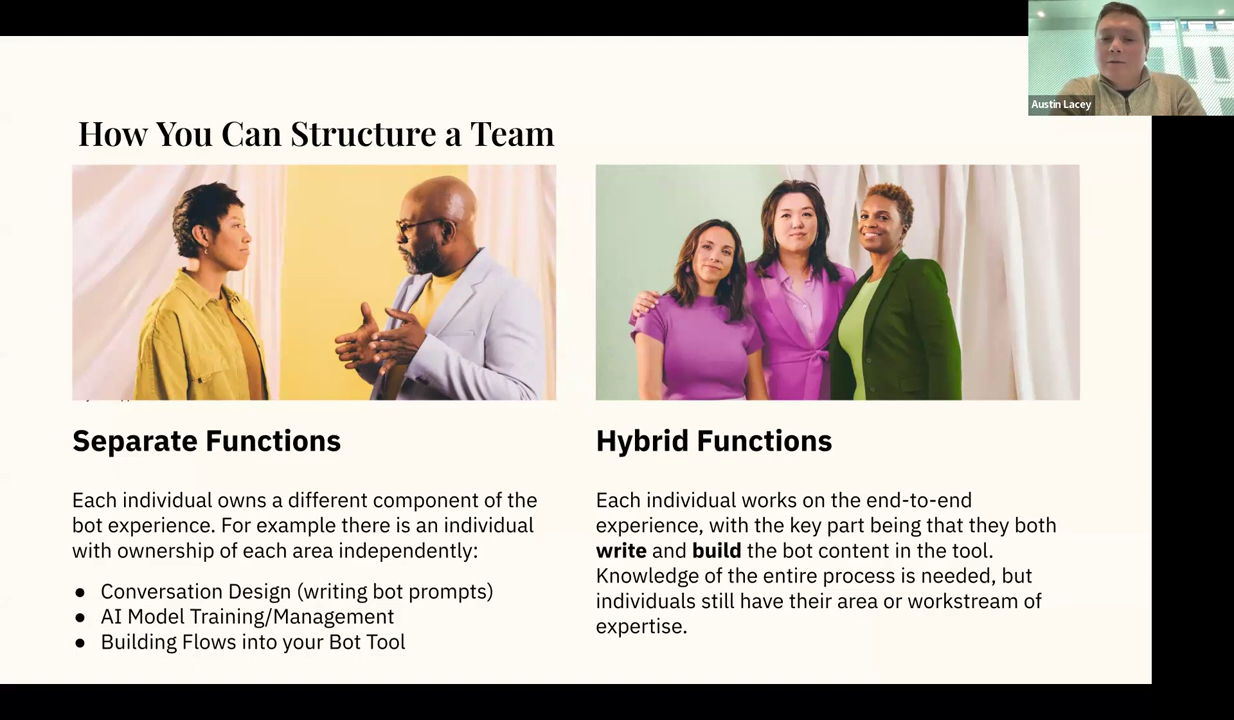 Austin Lacey
How You Can Structure a Team
Separate Functions
Each individual owns a different component of the
bot experience. For example there is an individual
with ownership of each area independently:
● Conversation Design (writing bot prompts)
● AI Model Training/Management
● Building Flows into your Bot Tool
Hybrid Functions
Each individual works on the end-to-end
experience, with the key part being that they both
write and build the bot content in the tool.
Knowledge of the entire process is needed, but
individuals still have their area or workstream of
expertise.